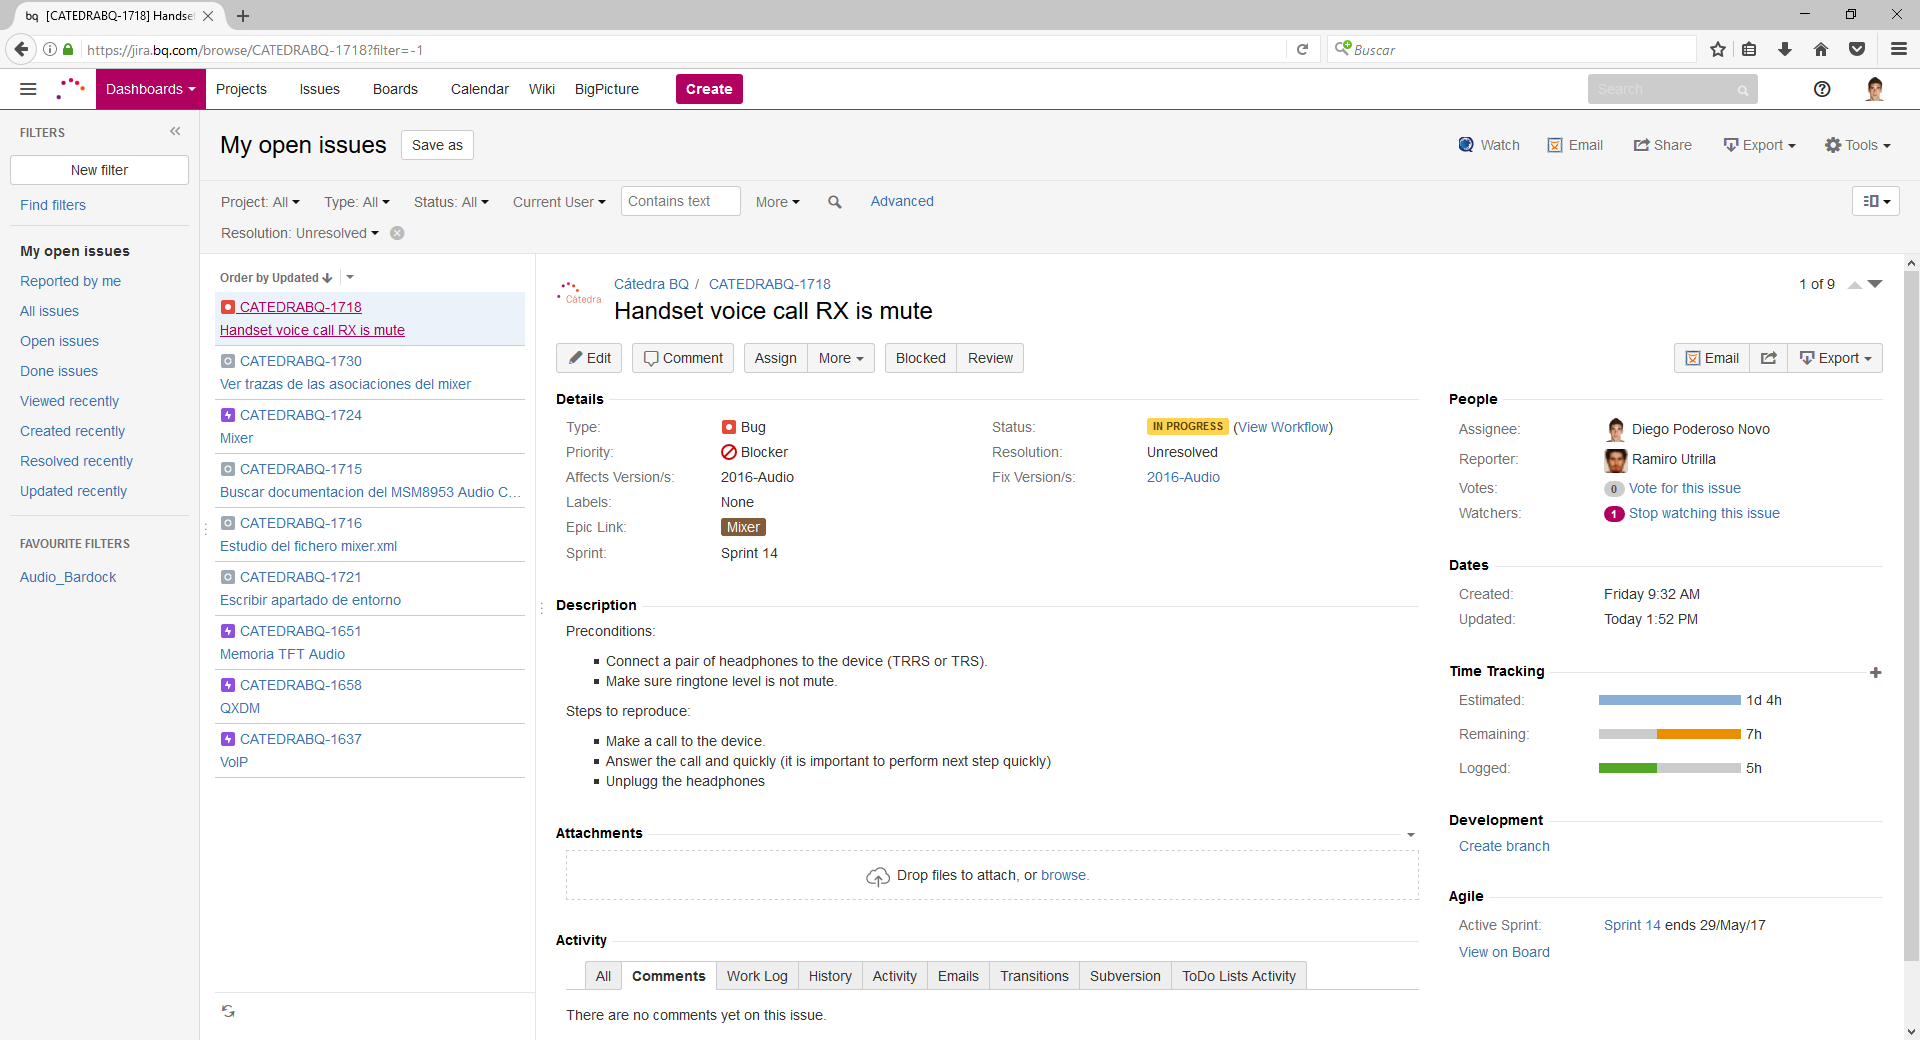 bq [CATEDRABQ-1718] Handse
https://jira.bq.com/browse/CATEDRABQ-1718?filter=-1
Buscar
Dashboards Projects Issues Boards Calendar Wiki BigPicture Create
Search
FILTERS
New filter
Find filters
My open issues
Reported by me
All issues
Open issues
Done issues
Viewed recently
Created recently
Resolved recently
Updated recently
FAVOURITE FILTERS
Audio_Bardock
My open issues Save as
Watch Email Share Export Tools
Project: All Type: All Status: All Current User Contains text More Advanced
Resolution: Unresolved
Order by Updated
CATEDRABQ-1718
Handset voice call RX is mute
CATEDRABQ-1730
Ver trazas de las asociaciones del mixer
CATEDRABQ-1724
Mixer
CATEDRABQ-1715
Buscar documentacion del MSM8953 Audio C...
CATEDRABQ-1716
Estudio del fichero mixer.xml
CATEDRABQ-1721
Escribir apartado de entorno
CATEDRABQ-1651
Memoria TFT Audio
CATEDRABQ-1658
QXDM
CATEDRABQ-1637
VoIP
Cátedra
Cátedra BQ / CATEDRABQ-1718
Handset voice call RX is mute
1 of 9
Edit Comment Assign More Blocked Review
Email Export
Details
Type: Bug
Status: IN PROGRESS (View Workflow)
Priority: Blocker
Resolution: Unresolved
Affects Version/s: 2016-Audio
Fix Version/s: 2016-Audio
Labels: None
Epic Link: Mixer
Sprint: Sprint 14
Description
Preconditions:
Connect a pair of headphones to the device (TRRS or TRS).
Make sure ringtone level is not mute.
Steps to reproduce:
Make a call to the device.
Answer the call and quickly (it is important to perform next step quickly)
Unplugg the headphones
Attachments
Drop files to attach, or browse.
Activity
All Comments Work Log History Activity Emails Transitions Subversion ToDo Lists Activity
There are no comments yet on this issue.
People
Assignee: Diego Poderoso Novo
Reporter: Ramiro Utrilla
Votes: 0 Vote for this issue
Watchers: 1 Stop watching this issue
Dates
Created: Friday 9:32 AM
Updated: Today 1:52 PM
Time Tracking
Estimated: 1d 4h
Remaining: 7h
Logged: 5h
Development
Create branch
Agile
Active Sprint: Sprint 14 ends 29/May/17
View on Board